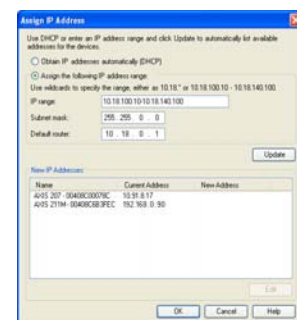 Assign IP Address
Use DHCP or enter an IP address range and click Update to automatically list available
addresses for the devices.
Obtain IP addresses automatically (DHCP)
Assign the following IP address range:
Use wildcards to specify the range, either as 10.18.* or 10.18.100.10 - 10.18.140.100.
IP range: 10.18.100.10-10.18.140.100
Subnet mask: 255 . 255 . 0 . 0
Default router: 10 . 18 . 0 . 1
Update
New IP Addresses
Name Current Address New Address
AXIS 207 - 00408C00078C 10.91.8.17
AXIS 211M - 00408C6B3FEC 192.168.0.90
Edit
OK Cancel Help